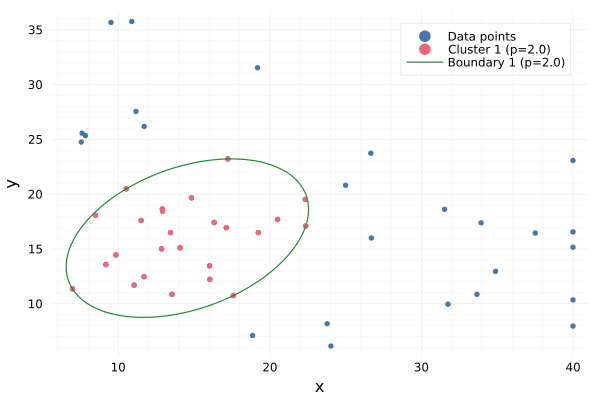 Data points
Cluster 1 (p=2.0)
Boundary 1 (p=2.0)
35
30
25
20
15
10
y
10 20 30 40
x